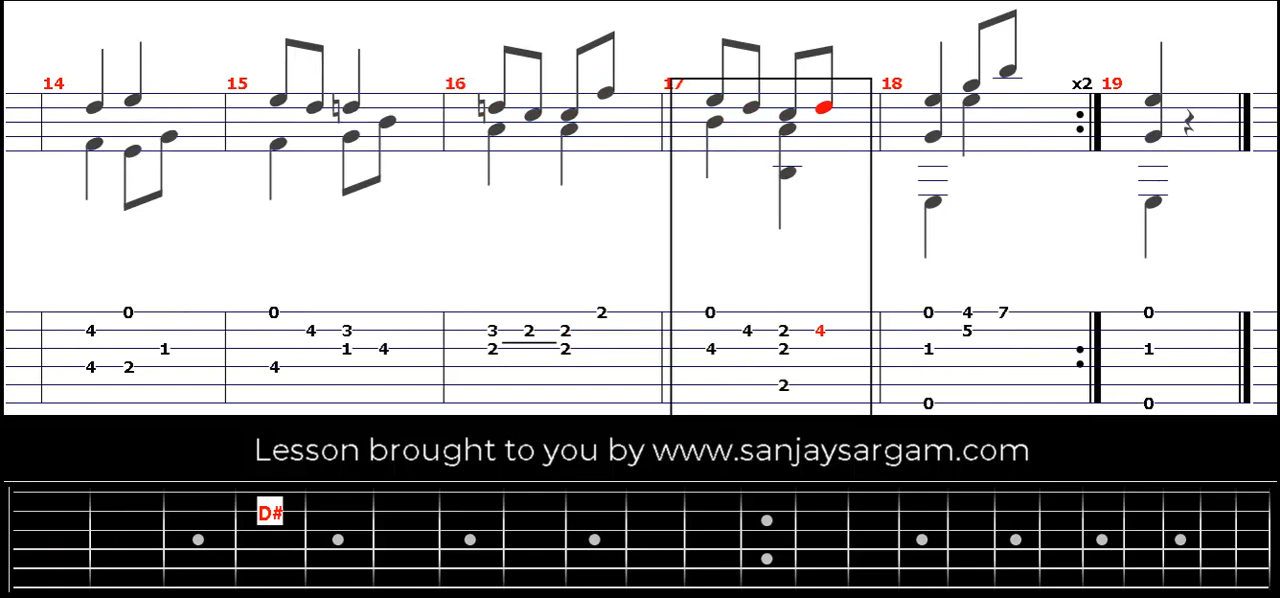 14 15 16 17 18 x2 19
0 0 2 0 0 4 7 0
4 4 3 3 2 2 4 2 4 5
1 1 4 2 2 4 2 1 1
4 2 4
2
0 0
Lesson brought to you by www.sanjaysargam.com
D#